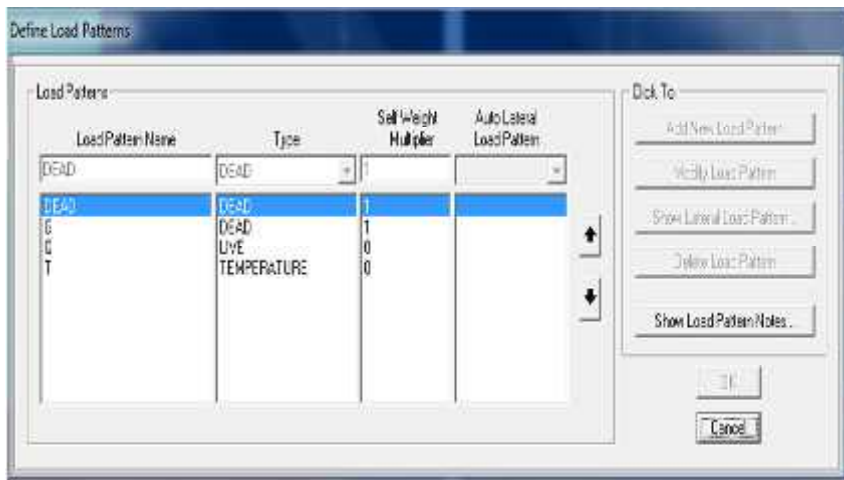 Define Load Patterns
Load Patterns
Load Pattern Name Type Self Weight Multiplier Auto Lateral Load Pattern
DEAD DEAD 1
DEAD DEAD 1
G DEAD 1
LIVE 0
T TEMPERATURE 0
Click To
Add New Load Pattern
Modify Load Pattern
Show Lateral Load Pattern...
Delete Load Pattern
Show Load Pattern Notes...
OK
Cancel